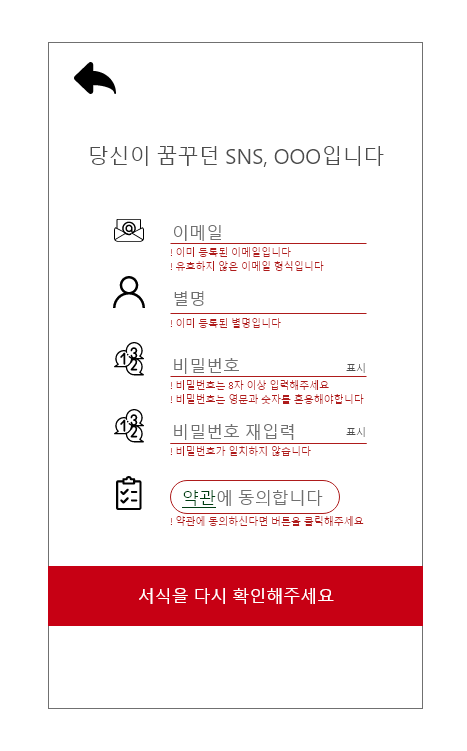 당신이 꿈꾸던 SNS, OOO입니다
이메일
! 이미 등록된 이메일입니다
! 유효하지 않은 이메일 형식입니다
별명
! 이미 등록된 별명입니다
비밀번호 표시
! 비밀번호는 8자 이상 입력해주세요
! 비밀번호는 영문과 숫자를 혼용해야합니다
비밀번호 재입력 표시
! 비밀번호가 일치하지 않습니다
약관에 동의합니다
! 약관에 동의하신다면 버튼을 클릭해주세요
서식을 다시 확인해주세요